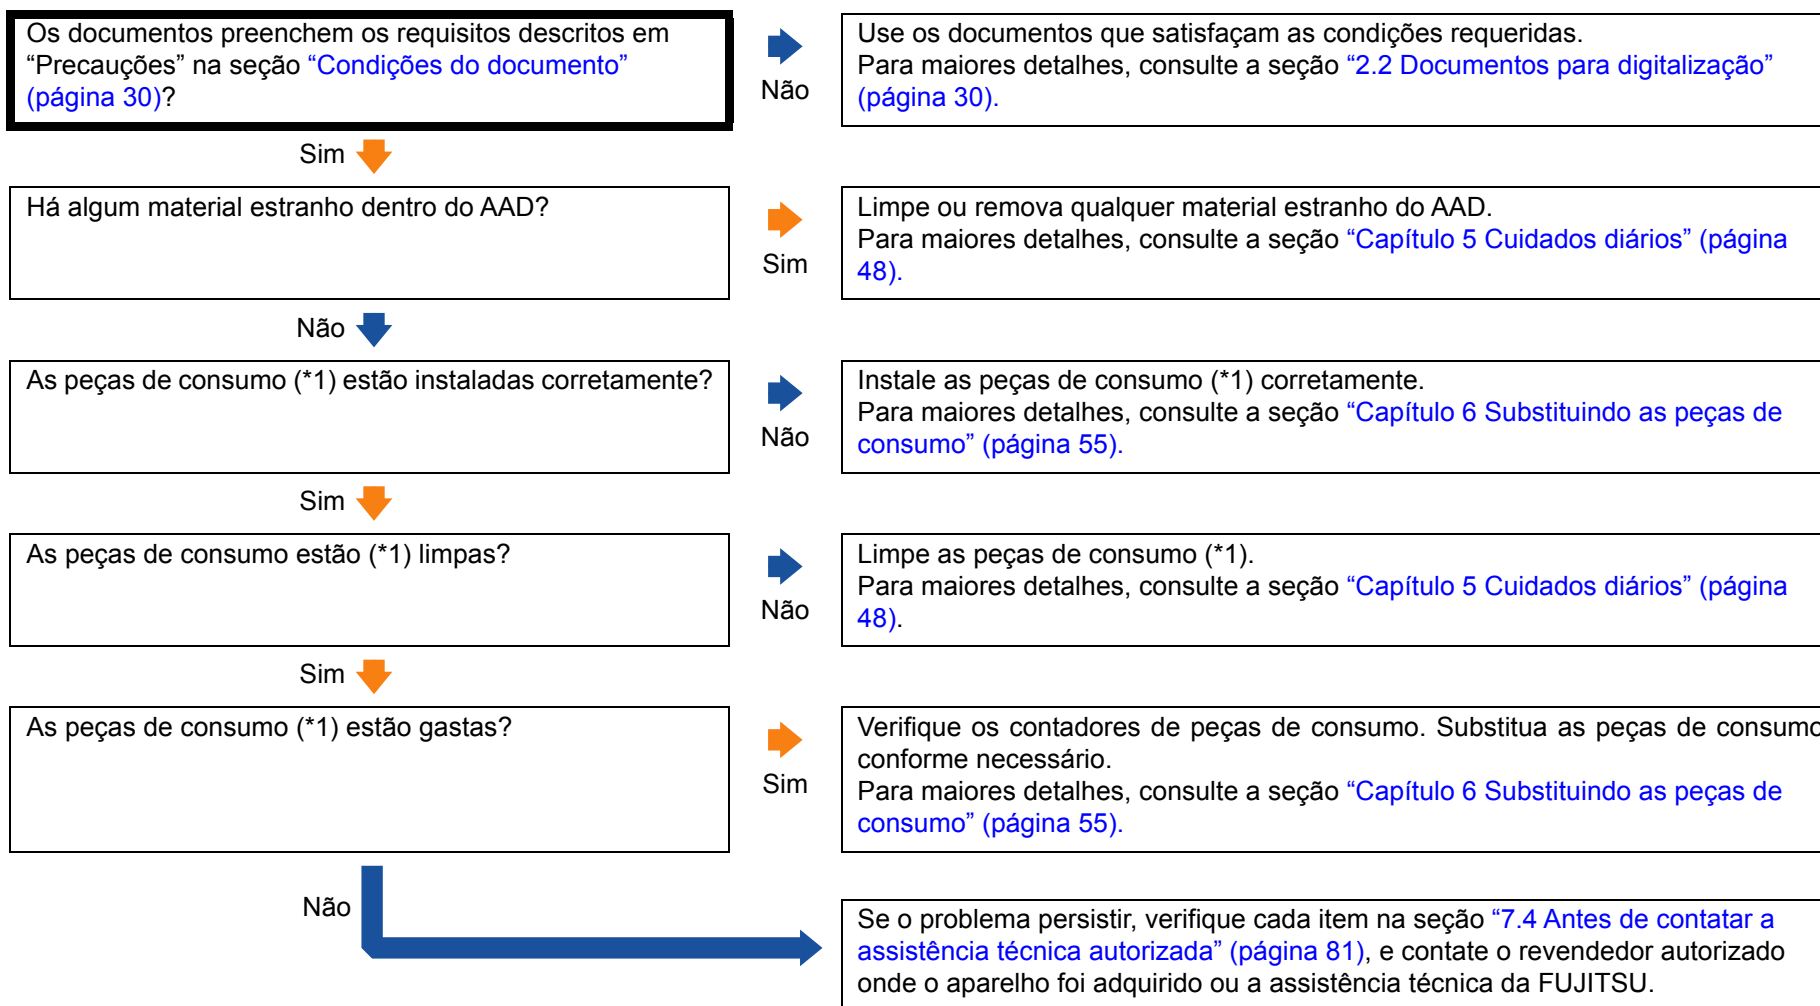 Os documentos preenchem os requisitos descritos em
“Precauções” na seção “Condições do documento”
(página 30)?
Não
Use os documentos que satisfaçam as condições requeridas.
Para maiores detalhes, consulte a seção “2.2 Documentos para digitalização”
(página 30).
Sim
Há algum material estranho dentro do AAD?
Sim
Limpe ou remova qualquer material estranho do AAD.
Para maiores detalhes, consulte a seção “Capítulo 5 Cuidados diários” (página
48).
Não
As peças de consumo (*1) estão instaladas corretamente?
Não
Instale as peças de consumo (*1) corretamente.
Para maiores detalhes, consulte a seção “Capítulo 6 Substituindo as peças de
consumo” (página 55).
Sim
As peças de consumo estão (*1) limpas?
Não
Limpe as peças de consumo (*1).
Para maiores detalhes, consulte a seção “Capítulo 5 Cuidados diários” (página
48).
Sim
As peças de consumo (*1) estão gastas?
Sim
Verifique os contadores de peças de consumo. Substitua as peças de consumo
conforme necessário.
Para maiores detalhes, consulte a seção “Capítulo 6 Substituindo as peças de
consumo” (página 55).
Não
Se o problema persistir, verifique cada item na seção “7.4 Antes de contatar a
assistência técnica autorizada” (página 81), e contate o revendedor autorizado
onde o aparelho foi adquirido ou a assistência técnica da FUJITSU.